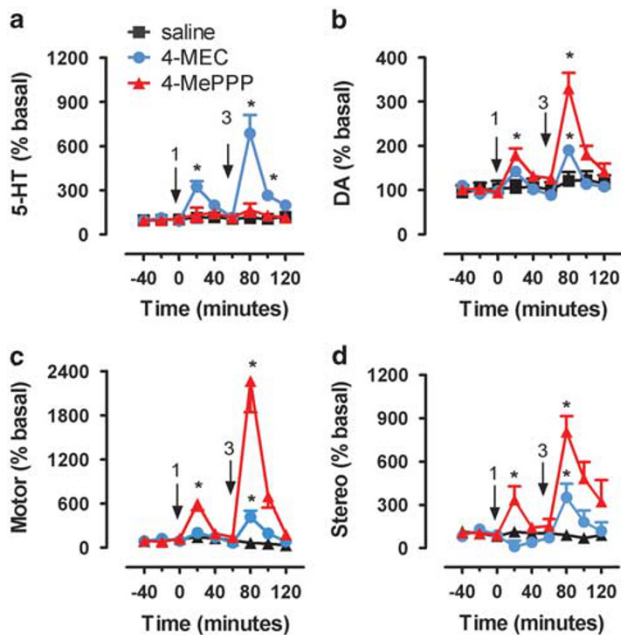 a
saline
4-MEC
4-MePPP
5-HT (% basal)
1200
900
600
300
0
1
*
3
*
*
-40 0 40 80 120
Time (minutes)
b
DA (% basal)
400
300
200
100
0
1
*
3
*
*
-40 0 40 80 120
Time (minutes)
c
Motor (% basal)
2400
1800
1200
600
0
1
*
3
*
*
-40 0 40 80 120
Time (minutes)
d
Stereo (% basal)
1200
900
600
300
0
1
*
3
*
*
-40 0 40 80 120
Time (minutes)